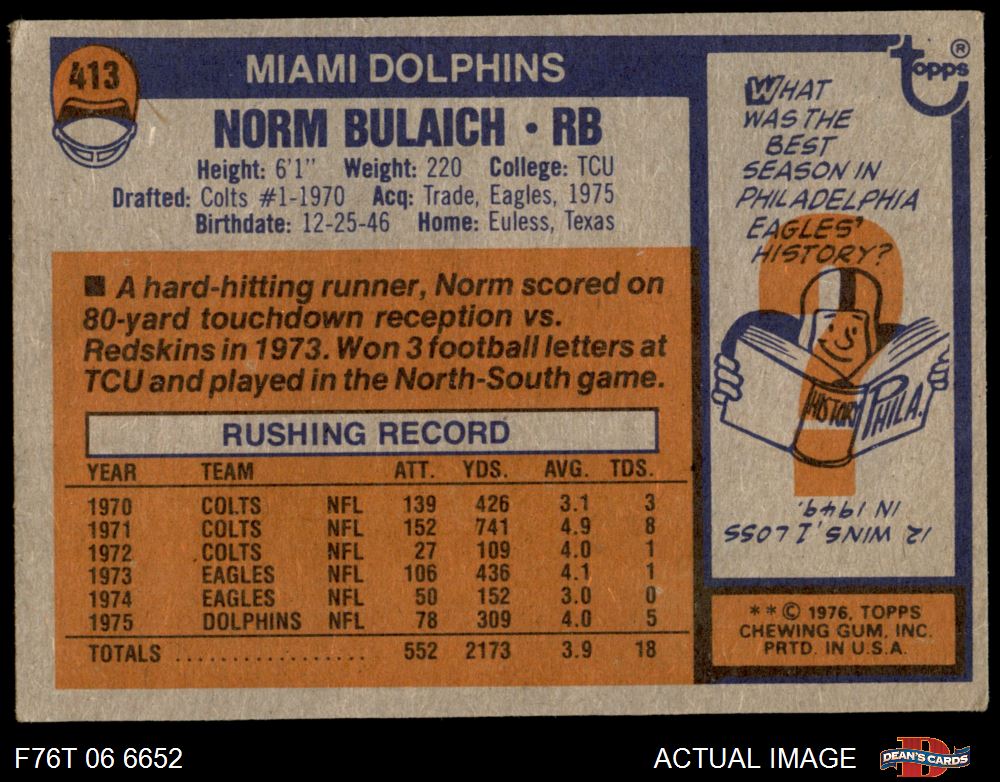 413
MIAMI DOLPHINS
NORM BULAICH • RB
Height: 6'1" Weight: 220 College: TCU
Drafted: Colts #1-1970 Acq: Trade, Eagles, 1975
Birthdate: 12-25-46 Home: Euless, Texas
■ A hard-hitting runner, Norm scored on
80-yard touchdown reception vs.
Redskins in 1973. Won 3 football letters at
TCU and played in the North-South game.
RUSHING RECORD
YEAR TEAM ATT. YDS. AVG. TDS.
1970 COLTS NFL 139 426 3.1 3
1971 COLTS NFL 152 741 4.9 8
1972 COLTS NFL 27 109 4.0 1
1973 EAGLES NFL 106 436 4.1 1
1974 EAGLES NFL 50 152 3.0 0
1975 DOLPHINS NFL 78 309 4.0 5
TOTALS .................. 552 2173 3.9 18
Topps ®
WHAT
WAS THE
BEST
SEASON IN
PHILADELPHIA
EAGLES'
HISTORY?
?
HISTORY PHILA.
12 WINS, 1 LOSS
IN 1949.
** © 1976, TOPPS
CHEWING GUM, INC.
PRTD. IN U.S.A.
F76T 06 6652
ACTUAL IMAGE
D
DEAN'S CARDS